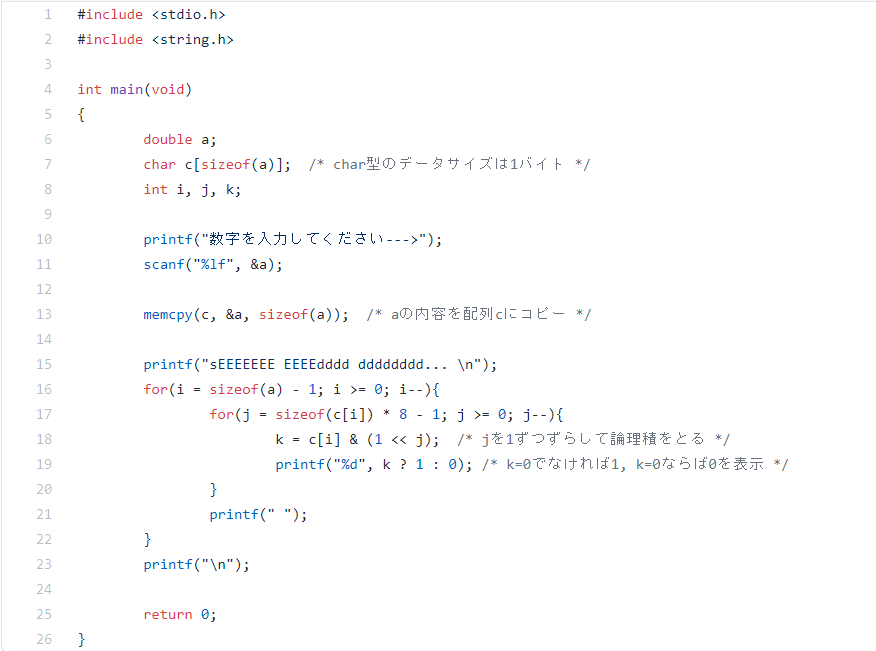 1 #include <stdio.h>
2 #include <string.h>
3
4 int main(void)
5 {
6 double a;
7 char c[sizeof(a)];  /* char型のデータサイズは1バイト */
8 int i, j, k;
9
10 printf("数字を入力してください--->");
11 scanf("%lf", &a);
12
13 memcpy(c, &a, sizeof(a));  /* aの内容を配列cにコピー */
14
15 printf("sEEEEEEE EEEEdddd dddddddd... \n");
16 for(i = sizeof(a) - 1; i >= 0; i--){
17 for(j = sizeof(c[i]) * 8 - 1; j >= 0; j--){
18 k = c[i] & (1 << j);  /* jを1ずつずらして論理積をとる */
19 printf("%d", k ? 1 : 0); /* k=0でなければ1, k=0ならば0を表示 */
20 }
21 printf(" ");
22 }
23 printf("\n");
24
25 return 0;
26 }